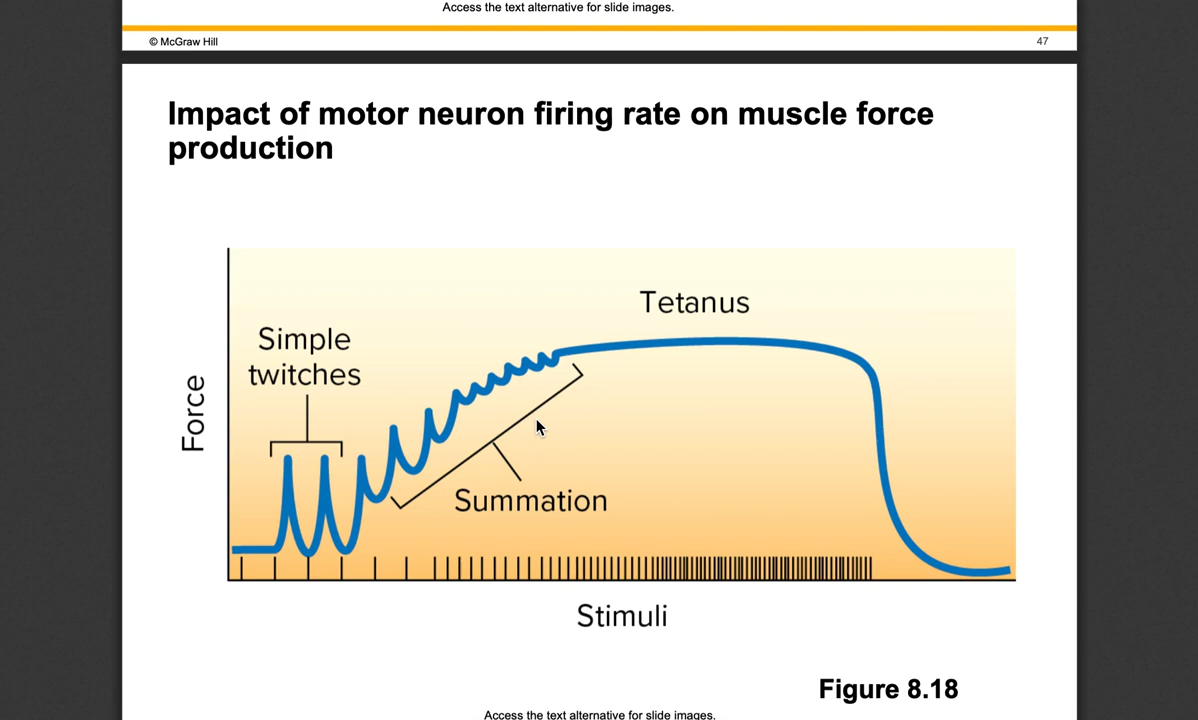 Access the text alternative for slide images.
© McGraw Hill
47
Impact of motor neuron firing rate on muscle force
production
Tetanus
Simple
twitches
Force
Summation
Stimuli
Figure 8.18
Access the text alternative for slide images.